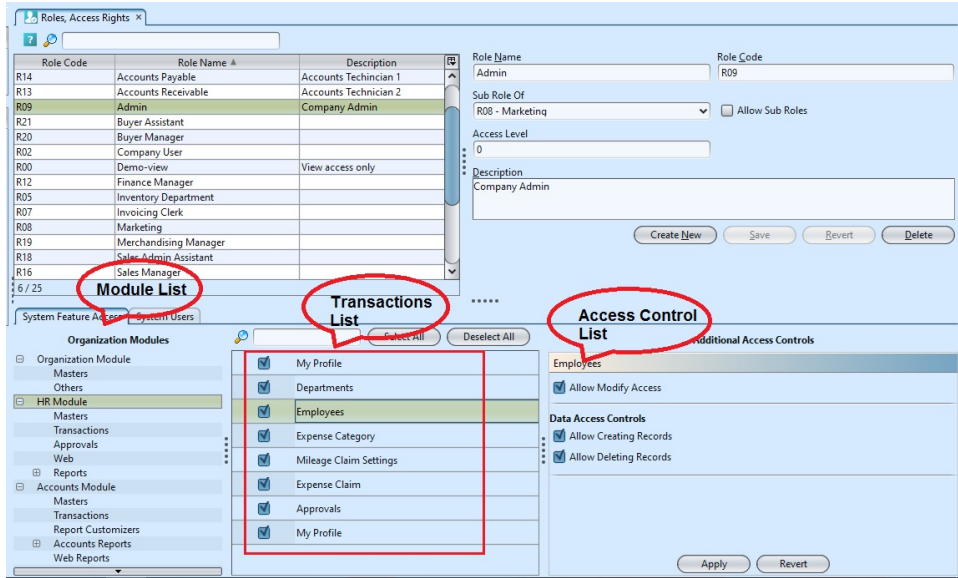 Roles, Access Rights ×
?
Role Code Role Name Description
R14 Accounts Payable Accounts Techincian 1
R13 Accounts Receivable Accounts Technician 2
R09 Admin Company Admin
R21 Buyer Assistant
R20 Buyer Manager
R02 Company User
R00 Demo-view View access only
R12 Finance Manager
R05 Inventory Department
R07 Invoicing Clerk
R08 Marketing
R19 Merchandising Manager
R18 Sales Admin Assistant
R16 Sales Manager
6 / 25
Role Name Role Code
Admin R09
Sub Role Of
R08 - Marketing Allow Sub Roles
Access Level
0
Description
Company Admin
Create New Save Revert Delete
Module List
Transactions
List
Access Control
List
System Feature Access System Users
Organization Modules
Organization Module
Masters
Others
HR Module
Masters
Transactions
Approvals
Web
Reports
Accounts Module
Masters
Transactions
Report Customizers
Accounts Reports
Web Reports
Select All Deselect All
My Profile
Departments
Employees
Expense Category
Mileage Claim Settings
Expense Claim
Approvals
My Profile
Additional Access Controls
Employees
Allow Modify Access
Data Access Controls
Allow Creating Records
Allow Deleting Records
Apply Revert